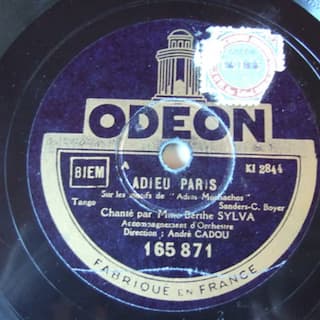 ODEON
BIEM
A
KI 2844
ADIEU PARIS
Sur les motifs de "Adios Muchachos"
Tango
Sanders-C. Boyer
Chanté par Mme Berthe SYLVA
Accompagnement d'Orchestre
Direction : André CADOU
165 871
FABRIQUE EN FRANCE